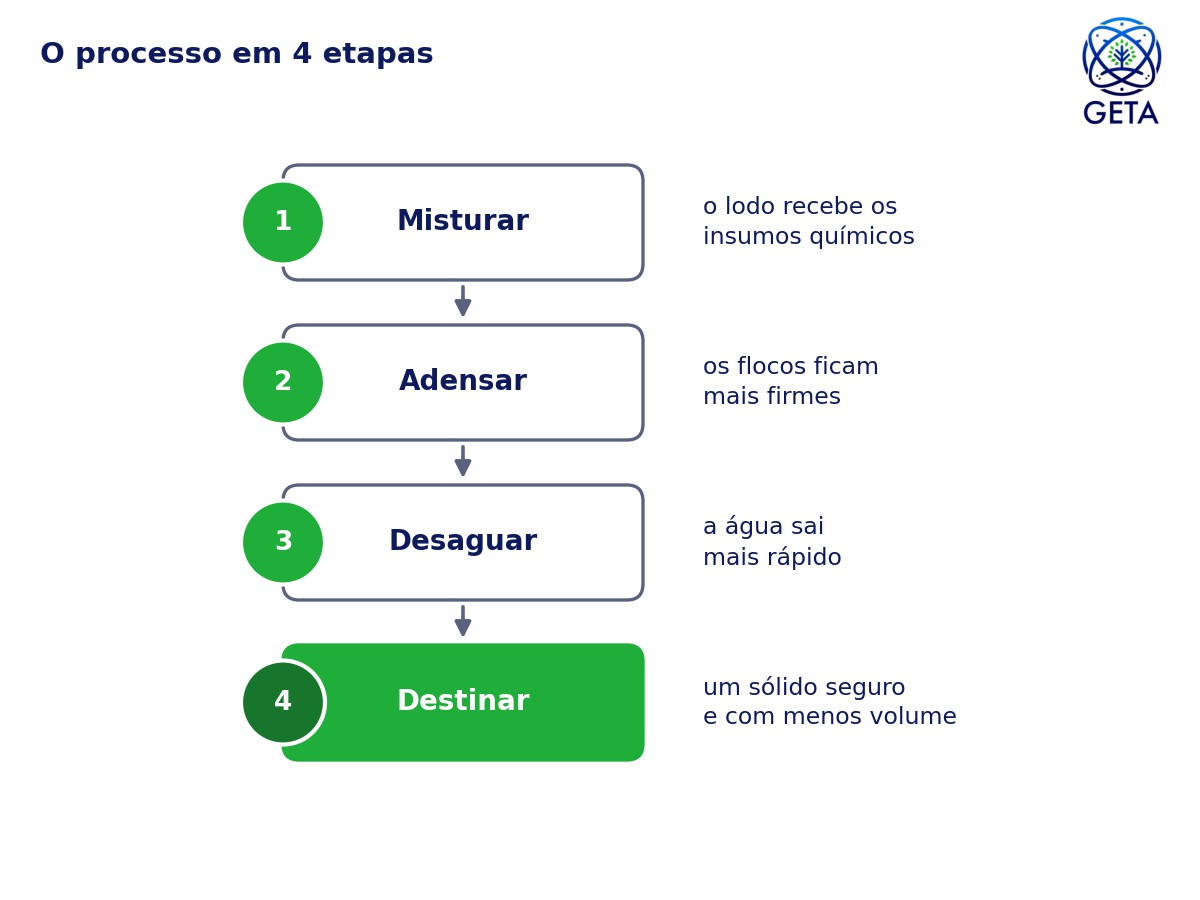 O processo em 4 etapas
GETA
1
Misturar
o lodo recebe os
insumos químicos
2
Adensar
os flocos ficam
mais firmes
3
Desaguar
a água sai
mais rápido
4
Destinar
um sólido seguro
e com menos volume